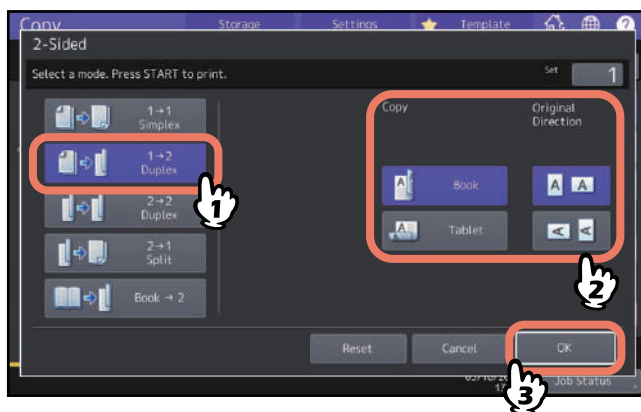 Copy Storage Settings Template ?
2-Sided
Select a mode. Press START to print.
Set 1
1→1
Simplex
1→2
Duplex
2→2
Duplex
2→1
Split
Book → 2
1
Copy
Original
Direction
A
Book
A A
A
Tablet
A A
2
Reset Cancel OK
3
Job Status